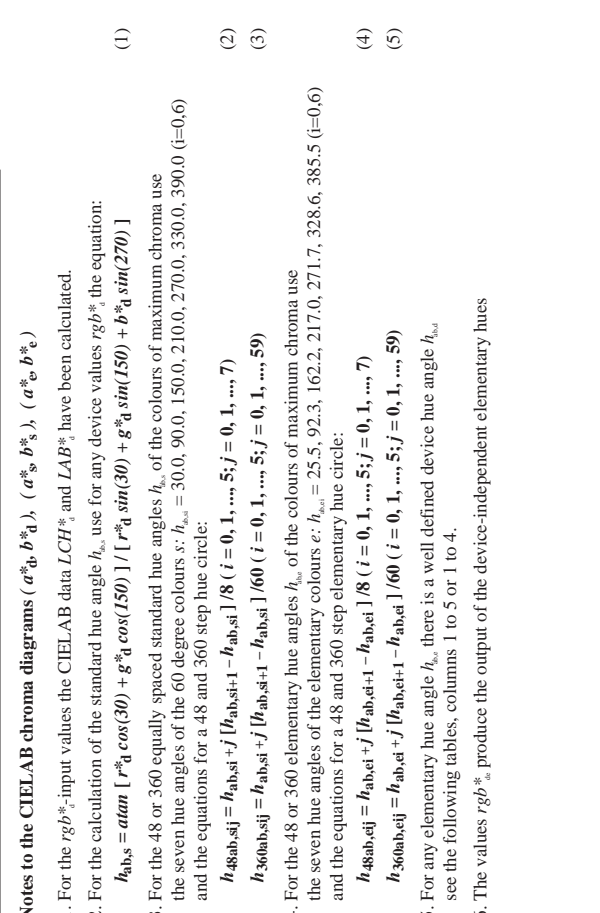 Notes to the CIELAB chroma diagrams ( a*d, b*d ), ( a*s, b*s ), ( a*e, b*e )
. For the rgb*d-input values the CIELAB data LCH*d and LAB*d have been calculated.
2. For the calculation of the standard hue angle hab,s use for any device values rgb*d the equation:
hab,s = atan [ r*d cos(30) + g*d cos(150) ] / [ r*d sin(30) + g*d sin(150) + b*d sin(270) ] (1)
3. For the 48 or 360 equally spaced standard hue angles hab,s of the colours of maximum chroma use
the seven hue angles of the 60 degree colours s: hab,si = 30.0, 90.0, 150.0, 210.0, 270.0, 330.0, 390.0 (i=0,6)
and the equations for a 48 and 360 step hue circle:
h48ab,sij = hab,si +j [hab,si+1 − hab,si ]/8 ( i = 0, 1, ..., 5; j = 0, 1, ..., 7) (2)
h360ab,sij = hab,si +j [hab,si+1 − hab,si ]/60 ( i = 0, 1, ..., 5; j = 0, 1, ..., 59) (3)
. For the 48 or 360 elementary hue angles hab,e of the colours of maximum chroma use
the seven hue angles of the elementary colours e: hab,ei = 25.5, 92.3, 162.2, 217.0, 271.7, 328.6, 385.5 (i=0,6)
and the equations for a 48 and 360 step elementary hue circle:
h48ab,eij = hab,ei +j [hab,ei+1 − hab,ei ]/8 ( i = 0, 1, ..., 5; j = 0, 1, ..., 7) (4)
h360ab,eij = hab,ei +j [hab,ei+1 − hab,ei ]/60 ( i = 0, 1, ..., 5; j = 0, 1, ..., 59) (5)
5. For any elementary hue angle hab,e there is a well defined device hue angle hab,d
see the following tables, columns 1 to 5 or 1 to 4.
6. The values rgb*de produce the output of the device-independent elementary hues